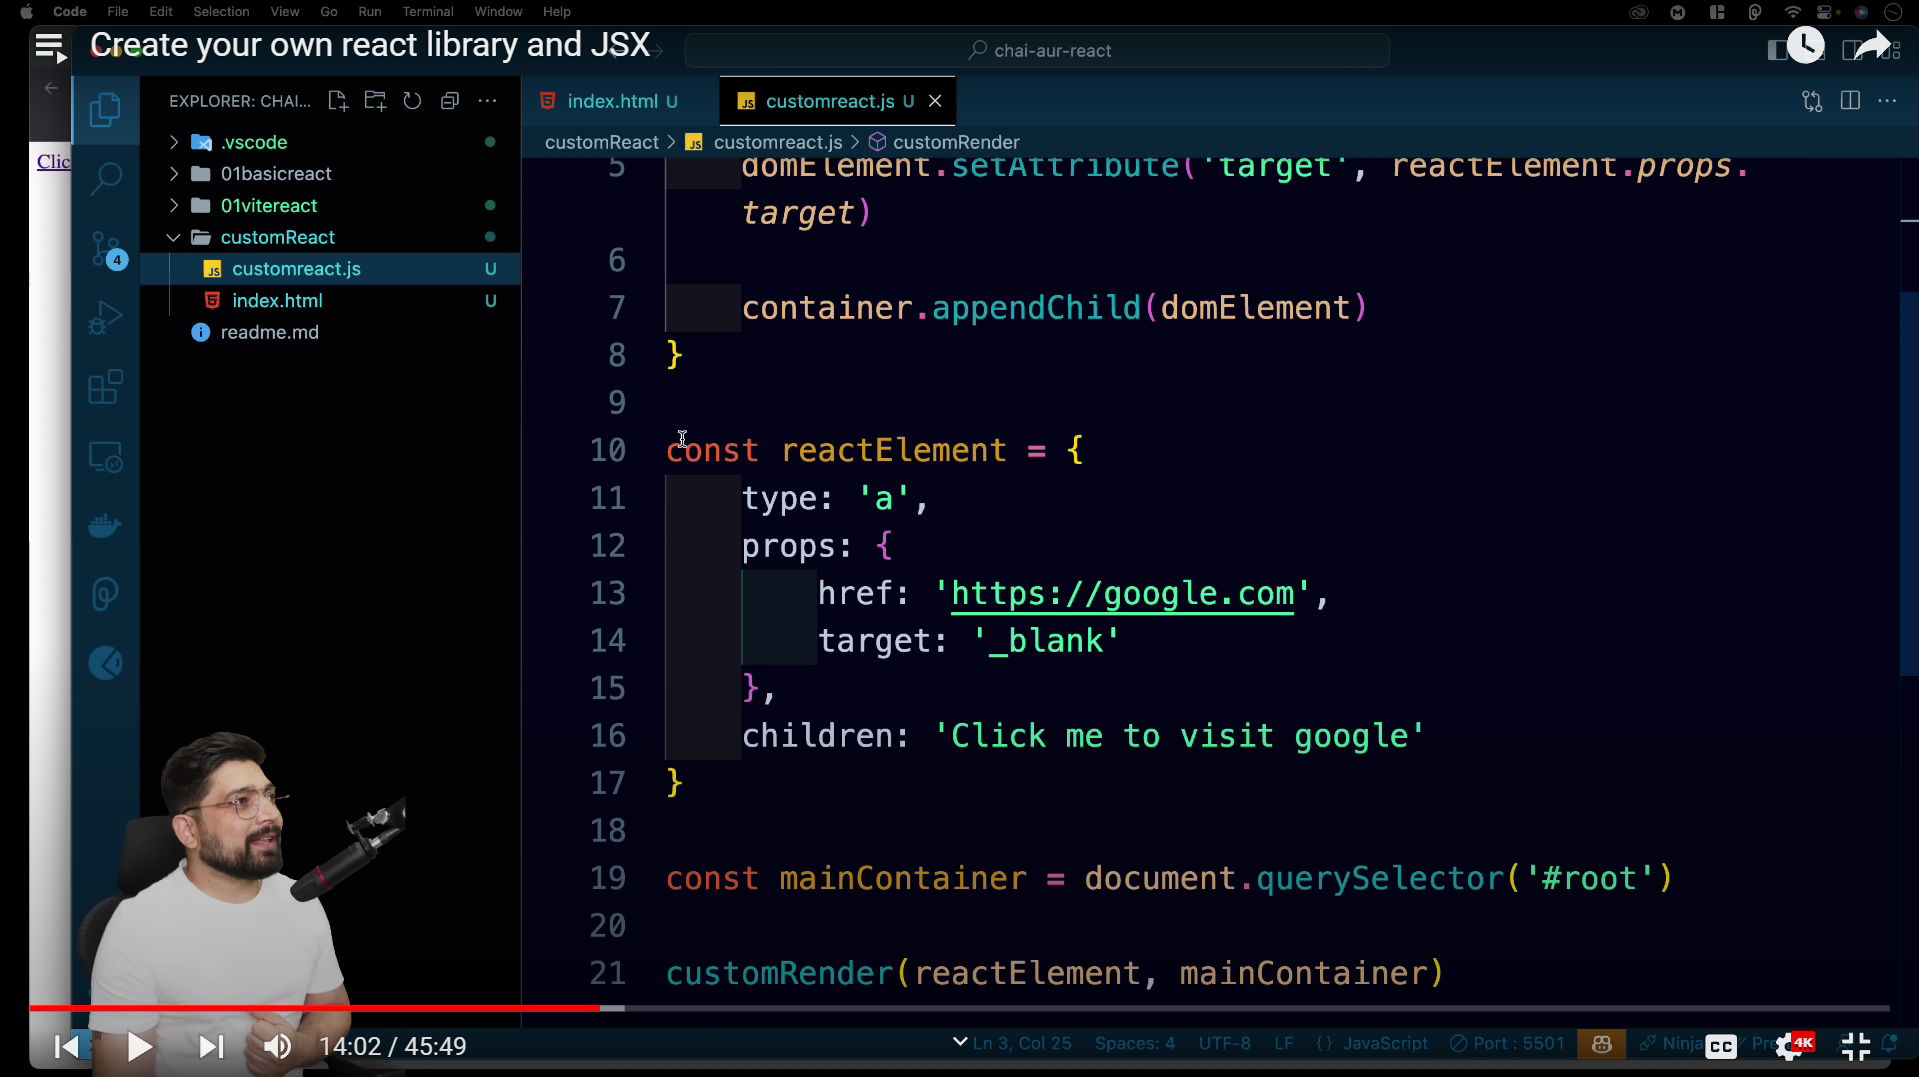 Code File Edit Selection View Go Run Terminal Window Help
Create your own react library and JSX
chai-aur-react
EXPLORER: CHAI...
index.html U
customreact.js U
customReact > customreact.js > customRender
.vscode
01basicreact
01vitereact
customReact
customreact.js U
index.html U
readme.md
4
Clic
5 domElement.setAttribute('target', reactElement.props.
target)
6
7 container.appendChild(domElement)
8 }
9
10 const reactElement = {
11 type: 'a',
12 props: {
13 href: 'https://google.com',
14 target: '_blank'
15 },
16 children: 'Click me to visit google'
17 }
18
19 const mainContainer = document.querySelector('#root')
20
21 customRender(reactElement, mainContainer)
14:02 / 45:49
Ln 3, Col 25 Spaces: 4 UTF-8 LF {} JavaScript Port : 5501 Ninja Pre
CC
4K